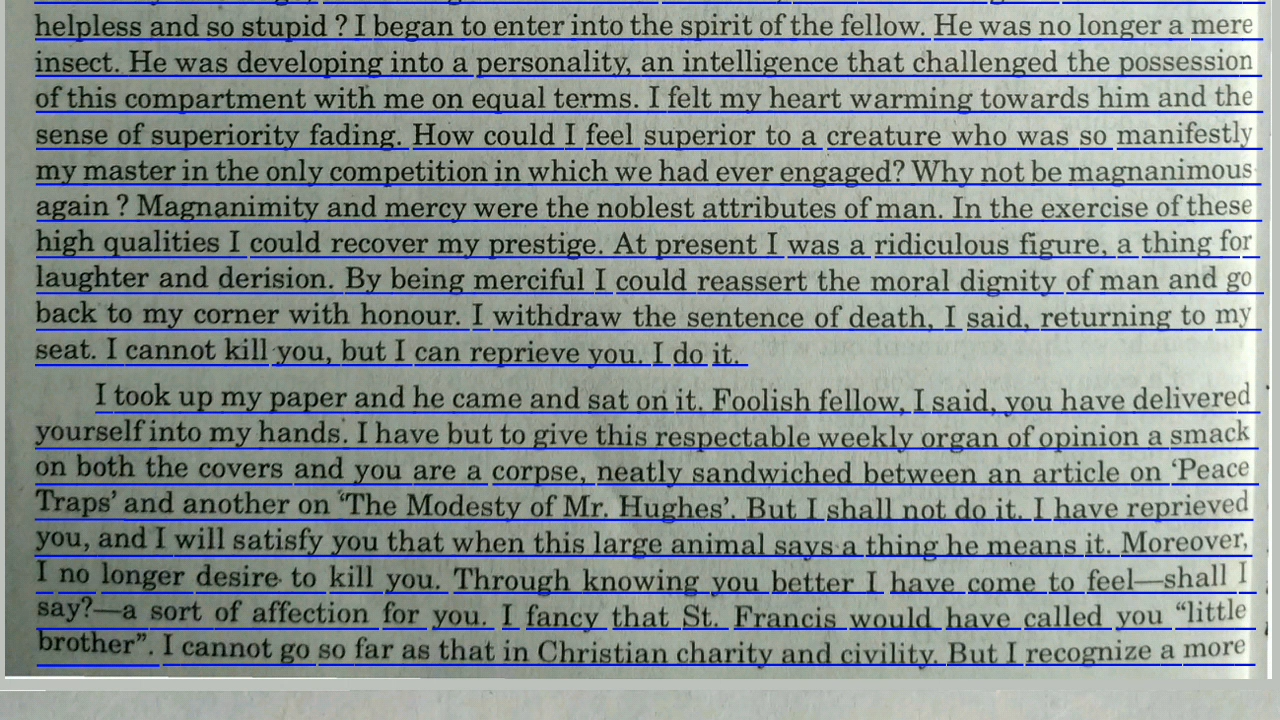 helpless and so stupid ? I began to enter into the spirit of the fellow. He was no longer a mere
insect. He was developing into a personality, an intelligence that challenged the possession
of this compartment with me on equal terms. I felt my heart warming towards him and the
sense of superiority fading. How could I feel superior to a creature who was so manifestly
my master in the only competition in which we had ever engaged? Why not be magnanimous
again ? Magnanimity and mercy were the noblest attributes of man. In the exercise of these
high qualities I could recover my prestige. At present I was a ridiculous figure, a thing for
laughter and derision. By being merciful I could reassert the moral dignity of man and go
back to my corner with honour. I withdraw the sentence of death, I said, returning to my
seat. I cannot kill you, but I can reprieve you. I do it.
I took up my paper and he came and sat on it. Foolish fellow, I said, you have delivered
yourself into my hands. I have but to give this respectable weekly organ of opinion a smack
on both the covers and you are a corpse, neatly sandwiched between an article on ‘Peace
Traps’ and another on ‘The Modesty of Mr. Hughes’. But I shall not do it. I have reprieved
you, and I will satisfy you that when this large animal says a thing he means it. Moreover,
I no longer desire to kill you. Through knowing you better I have come to feel—shall I
say?—a sort of affection for you. I fancy that St. Francis would have called you “little
brother”. I cannot go so far as that in Christian charity and civility. But I recognize a more